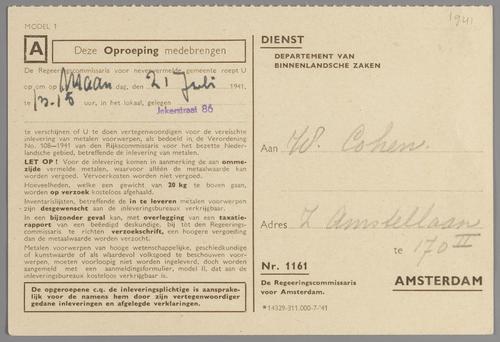 MODEL 1
A
Deze Oproeping medebrengen
De Regeeringscommissaris voor nevenvermelde gemeente roept U
op om op Maan dag, den 21 Juli 1941,
te 13.15 uur, in het lokaal, gelegen
Jekerstraat 86
te verschijnen of U te doen vertegenwoordigen voor de vereischte
inlevering van metalen voorwerpen, als bedoeld in de Verordening
No. 108—1941 van den Rijkscommissaris voor het bezette Neder-
landsche gebied, betreffende de inlevering van metalen.
LET OP! Voor de inlevering komen in aanmerking de aan omme-
zijde vermelde metalen, waarvoor alléén de metaalwaarde kan
worden vergoed. Vervoerkosten worden niet vergoed.
Hoeveelheden, welke een gewicht van 20 kg te boven gaan,
worden op verzoek kosteloos afgehaald.
Inventarislijsten, betreffende de in te leveren metalen voorwerpen
zijn desgewenscht aan de inleveringsbureaux verkrijgbaar.
In een bijzonder geval kan, met overlegging van een taxatie-
rapport van een beëedigd deskundige, bij tot den Regeerings-
commissaris te richten verzoekschrift, een hoogere vergoeding
dan de metaalwaarde worden verzocht.
Metalen voorwerpen van hooge wetenschappelijke, geschiedkundige
of kunstwaarde of als waardevol volkgoed te beschouwen voor-
werpen, moeten voorloopig niet worden ingeleverd, doch worden
aangemeld met een aanmeldingsformulier, model II, dat aan de
inleveringsbureaux kosteloos verkrijgbaar is.
De opgeroepene c.q. de inleveringsplichtige is aansprake-
lijk voor de namens hem door zijn vertegenwoordiger
gedane inleveringen en afgelegde verklaringen.
1941
DIENST
DEPARTEMENT VAN
BINNENLANDSCHE ZAKEN
Aan W. Cohen.
Adres Z Amstellaan
te 170 II
Nr. 1161
AMSTERDAM
De Regeeringscommissaris
voor Amsterdam.
*14329-311.000-7-'41